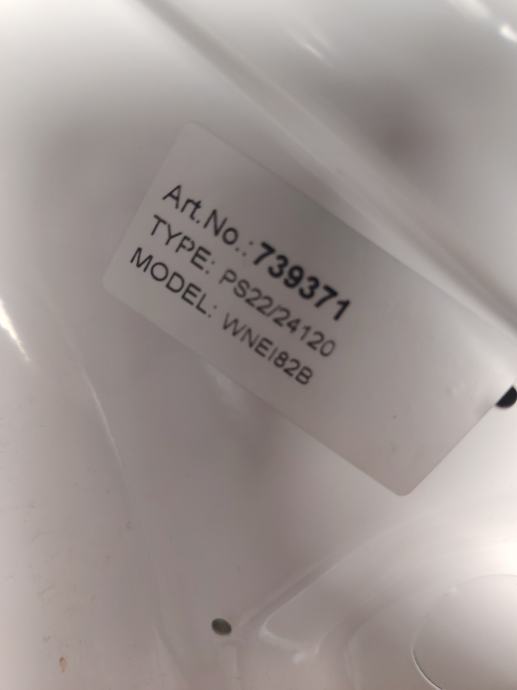 Art.No.:739371
TYPE: PS22/24120
MODEL: WNEI82B